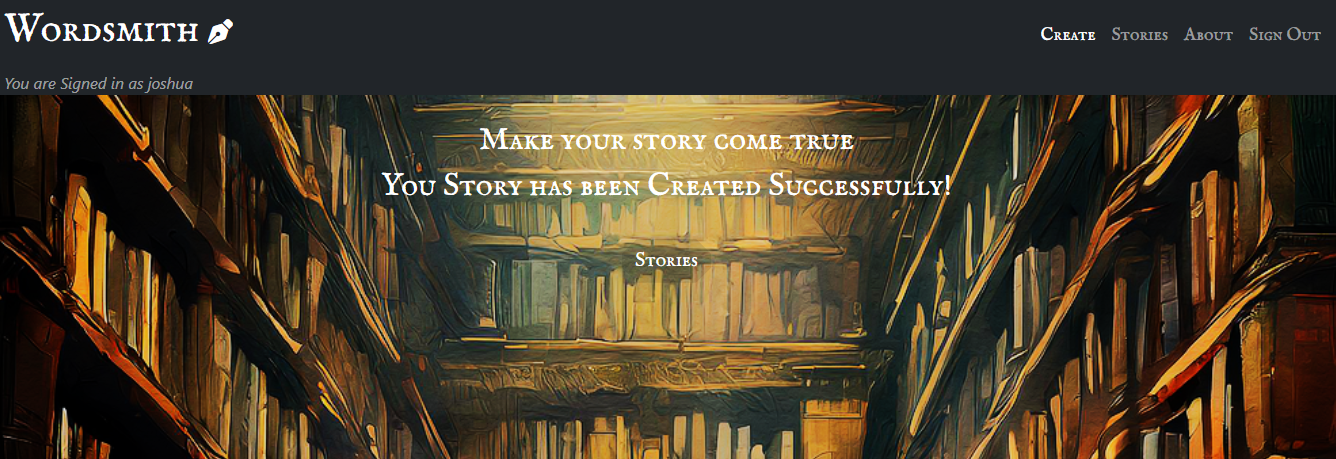 Wordsmith
Create Stories About Sign Out
You are Signed in as joshua
Make your story come true
You Story has been Created Successfully!
Stories